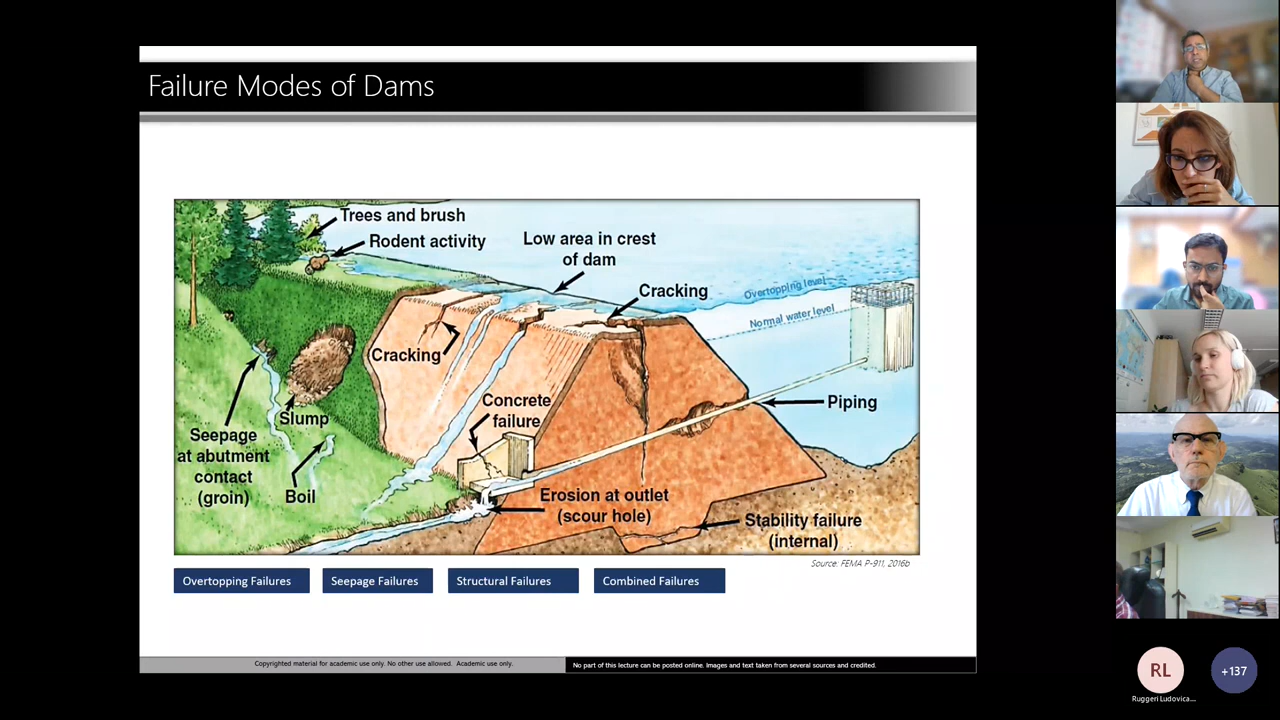 Failure Modes of Dams
Trees and brush
Rodent activity
Low area in crest
of dam
Cracking
Overtopping level
Normal water level
Cracking
Concrete
failure
Piping
Slump
Seepage
at abutment
contact
(groin)
Boil
Erosion at outlet
(scour hole)
Stability failure
(internal)
Source: FEMA P-911, 2016b
Overtopping Failures
Seepage Failures
Structural Failures
Combined Failures
Copyrighted material for academic use only. No other use allowed. Academic use only.
No part of this lecture can be posted online. Images and text taken from several sources and credited.
RL
+137
Ruggeri Ludovica...